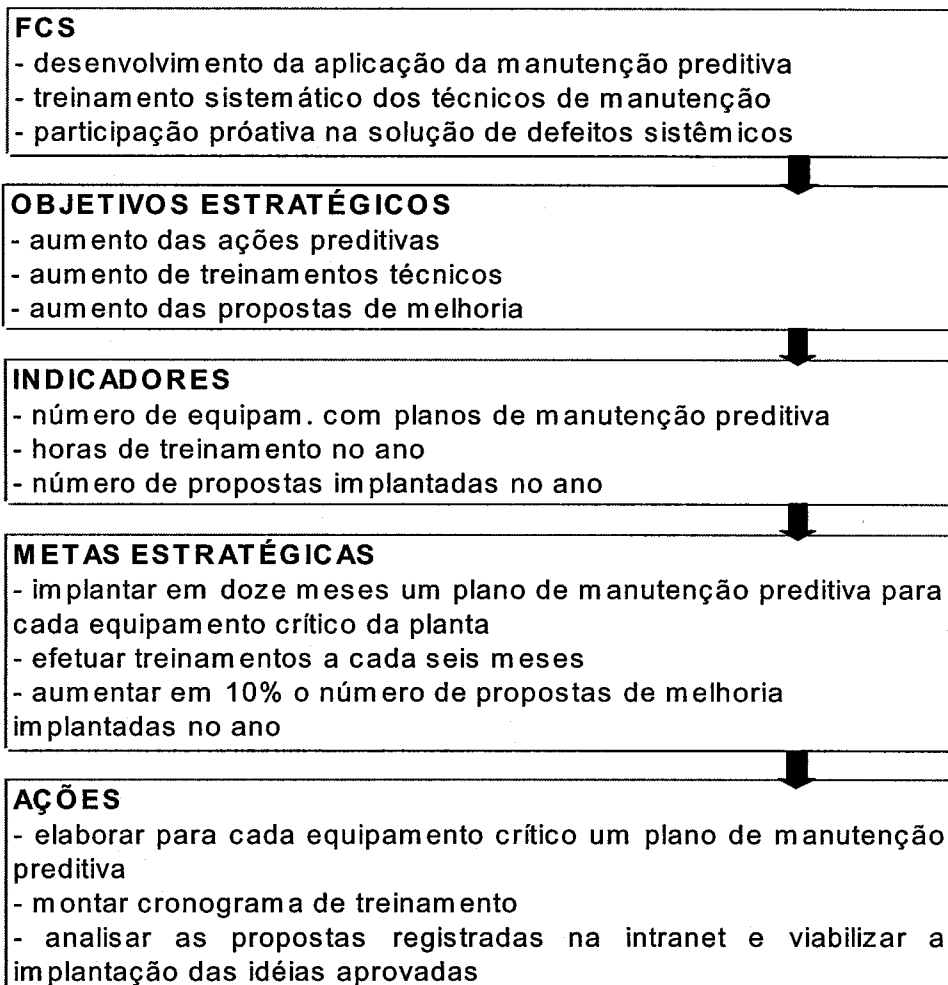 FCS
- desenvolvimento da aplicação da manutenção preditiva
- treinamento sistemático dos técnicos de manutenção
- participação próativa na solução de defeitos sistêmicos
OBJETIVOS ESTRATÉGICOS
- aumento das ações preditivas
- aumento de treinamentos técnicos
- aumento das propostas de melhoria
INDICADORES
- número de equipam. com planos de manutenção preditiva
- horas de treinamento no ano
- número de propostas implantadas no ano
METAS ESTRATÉGICAS
- implantar em doze meses um plano de manutenção preditiva para
cada equipamento crítico da planta
- efetuar treinamentos a cada seis meses
- aumentar em 10% o número de propostas de melhoria
implantadas no ano
AÇÕES
- elaborar para cada equipamento crítico um plano de manutenção
preditiva
- montar cronograma de treinamento
- analisar as propostas registradas na intranet e viabilizar a
implantação das idéias aprovadas